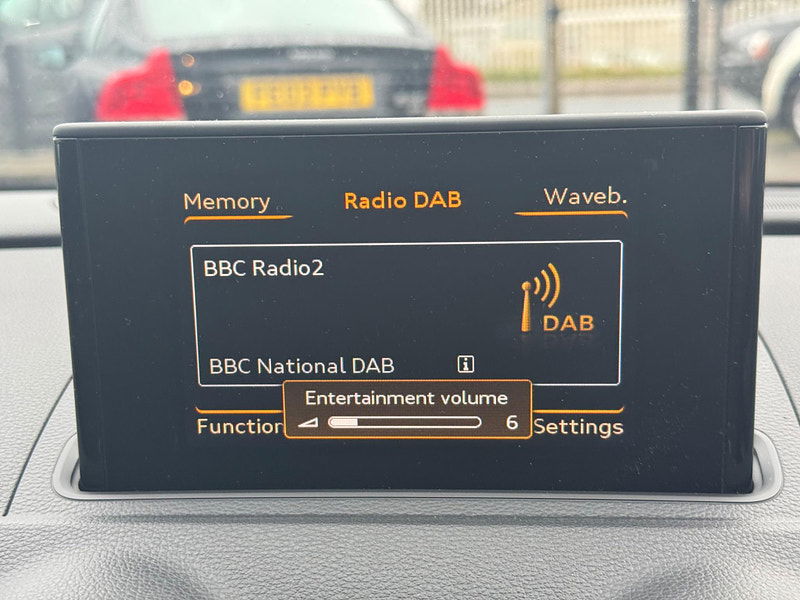 Memory Radio DAB Waveb.
BBC Radio2
DAB
BBC National DAB i
Entertainment volume
6
Function Settings